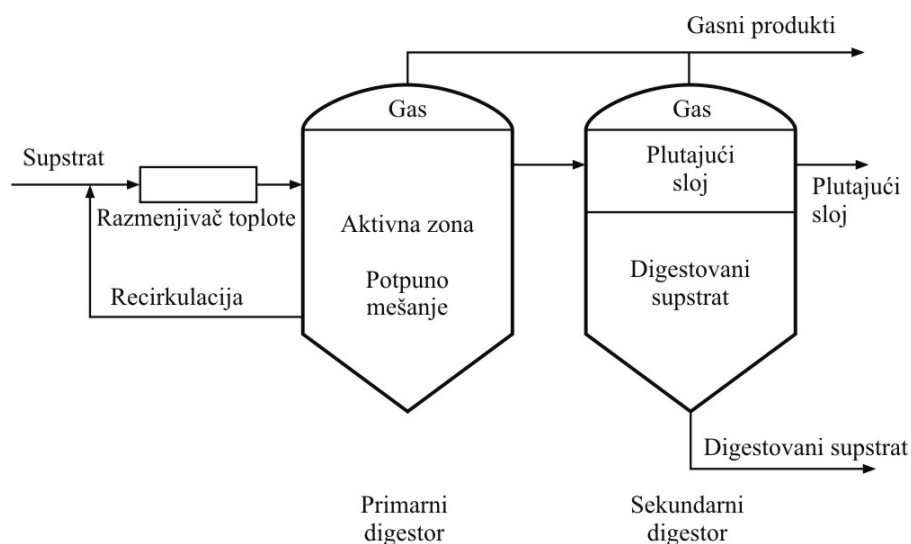 Gasni produkti
Gas
Gas
Supstrat
Plutajući
sloj
Plutajući
sloj
Razmenjivač toplote
Aktivna zona
Potpuno
mešanje
Digestovani
supstrat
Recirkulacija
Digestovani supstrat
Primarni
digestor
Sekundarni
digestor